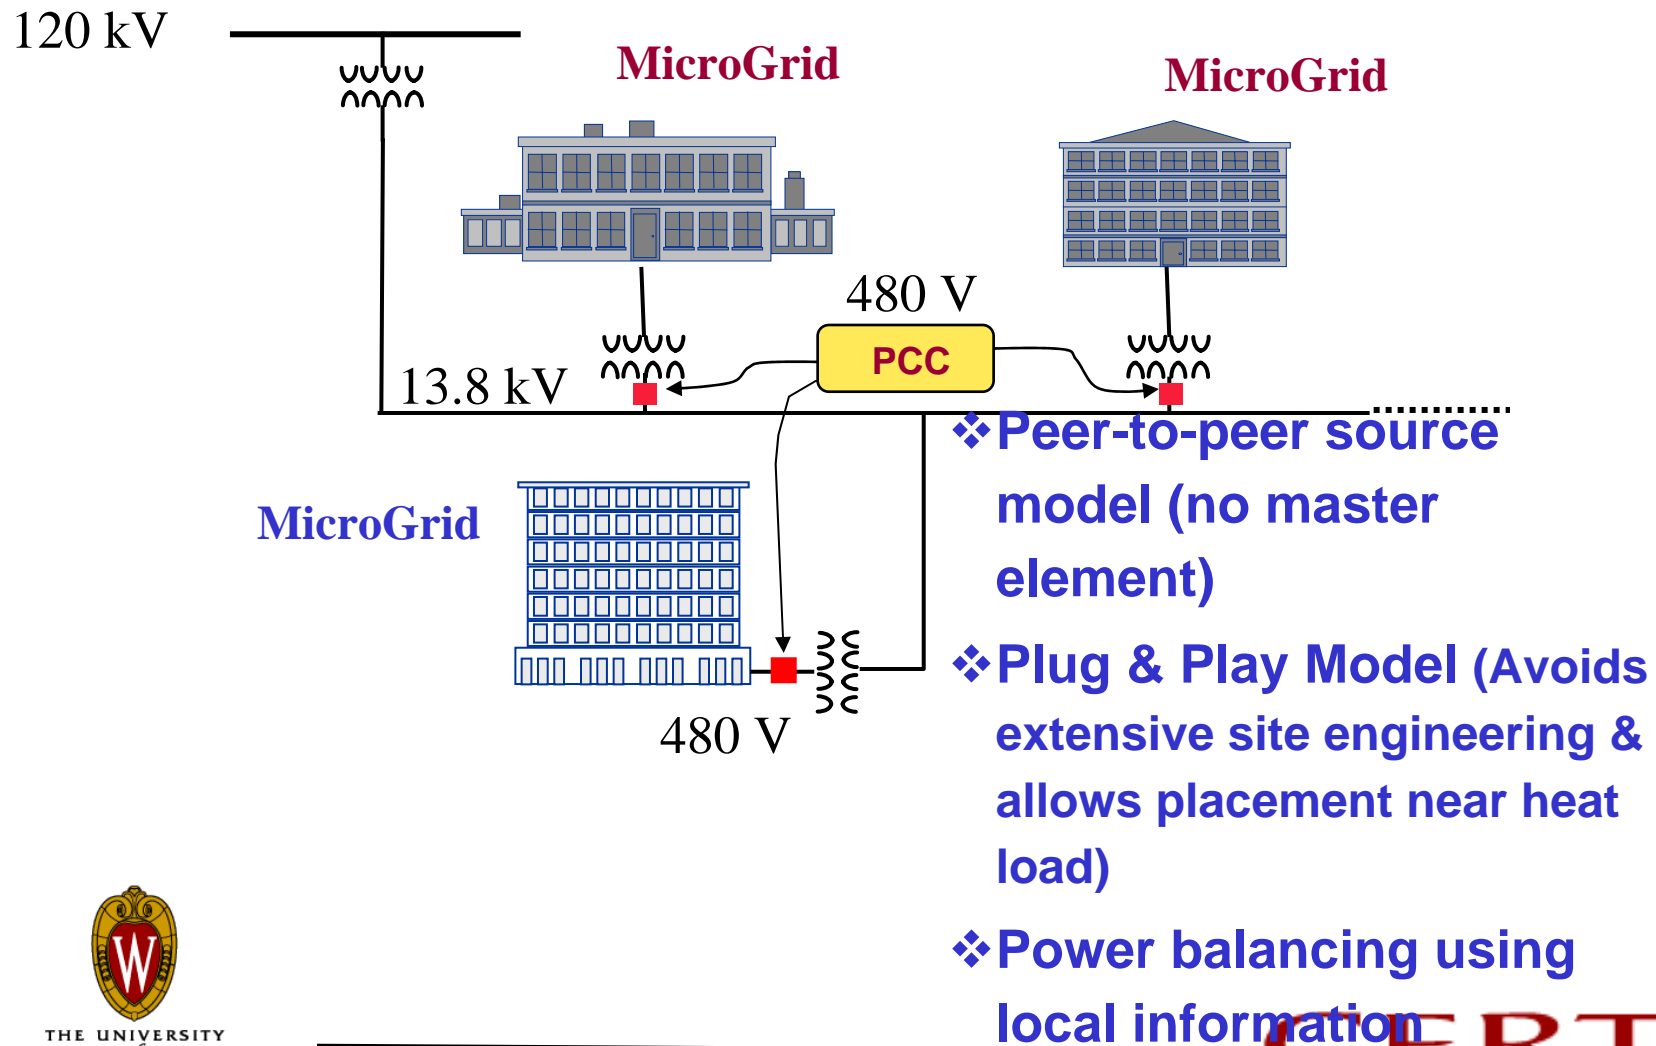 120 kV
MicroGrid
MicroGrid
480 V
PCC
13.8 kV
❖Peer-to-peer source
model (no master
element)
MicroGrid
❖Plug & Play Model (Avoids
extensive site engineering &
allows placement near heat
load)
480 V
❖Power balancing using
local information
W
THE UNIVERSITY